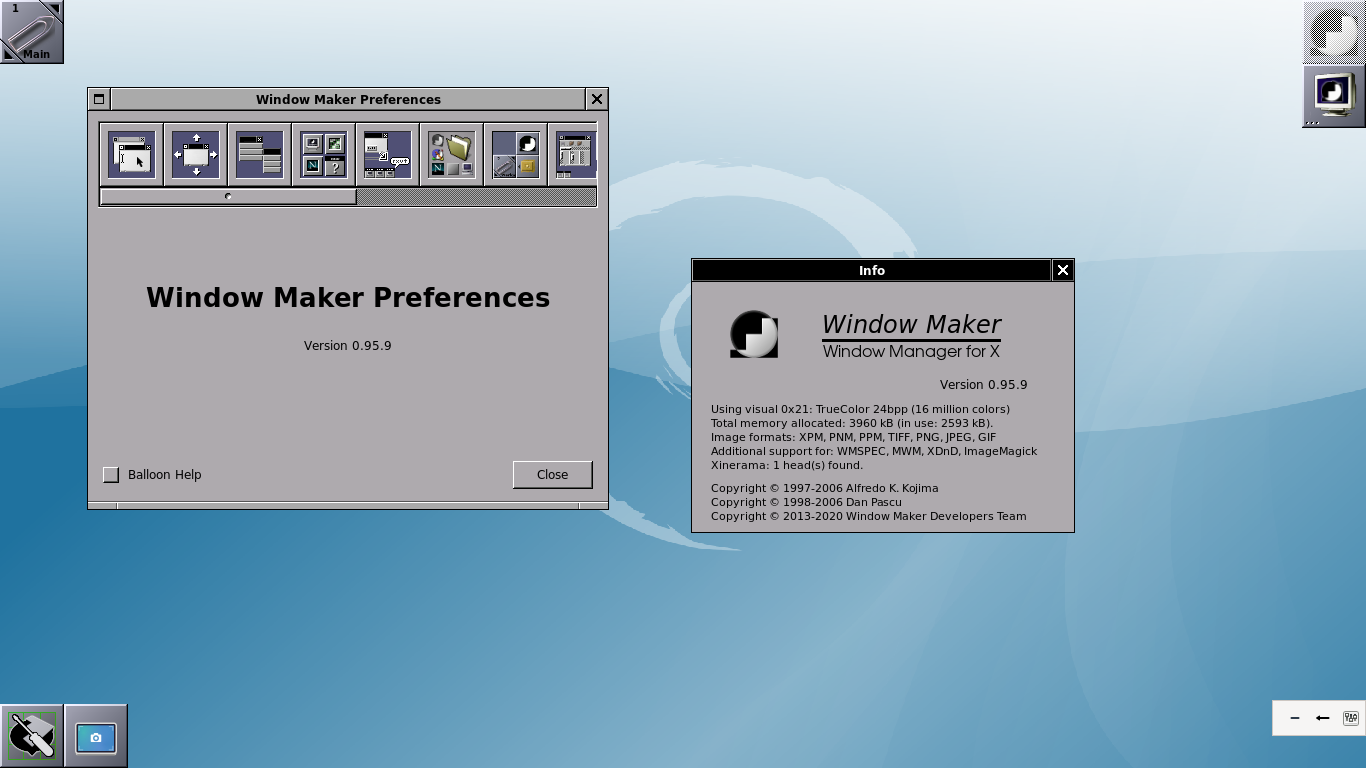 1
Main
Window Maker Preferences
Window Maker Preferences
Version 0.95.9
Balloon Help
Close
Info
Window Maker
Window Manager for X
Version 0.95.9
Using visual 0x21: TrueColor 24bpp (16 million colors)
Total memory allocated: 3960 kB (in use: 2593 kB).
Image formats: XPM, PNM, PPM, TIFF, PNG, JPEG, GIF
Additional support for: WMSPEC, MWM, XDnD, ImageMagick
Xinerama: 1 head(s) found.
Copyright © 1997-2006 Alfredo K. Kojima
Copyright © 1998-2006 Dan Pascu
Copyright © 2013-2020 Window Maker Developers Team